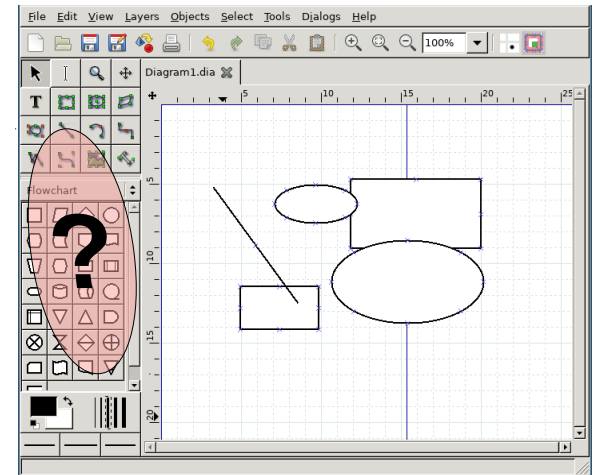 File Edit View Layers Objects Select Tools Dialogs Help
100%
Diagram1.dia
T
5 10 15 20 25
Flowchart
?
5
10
15
20